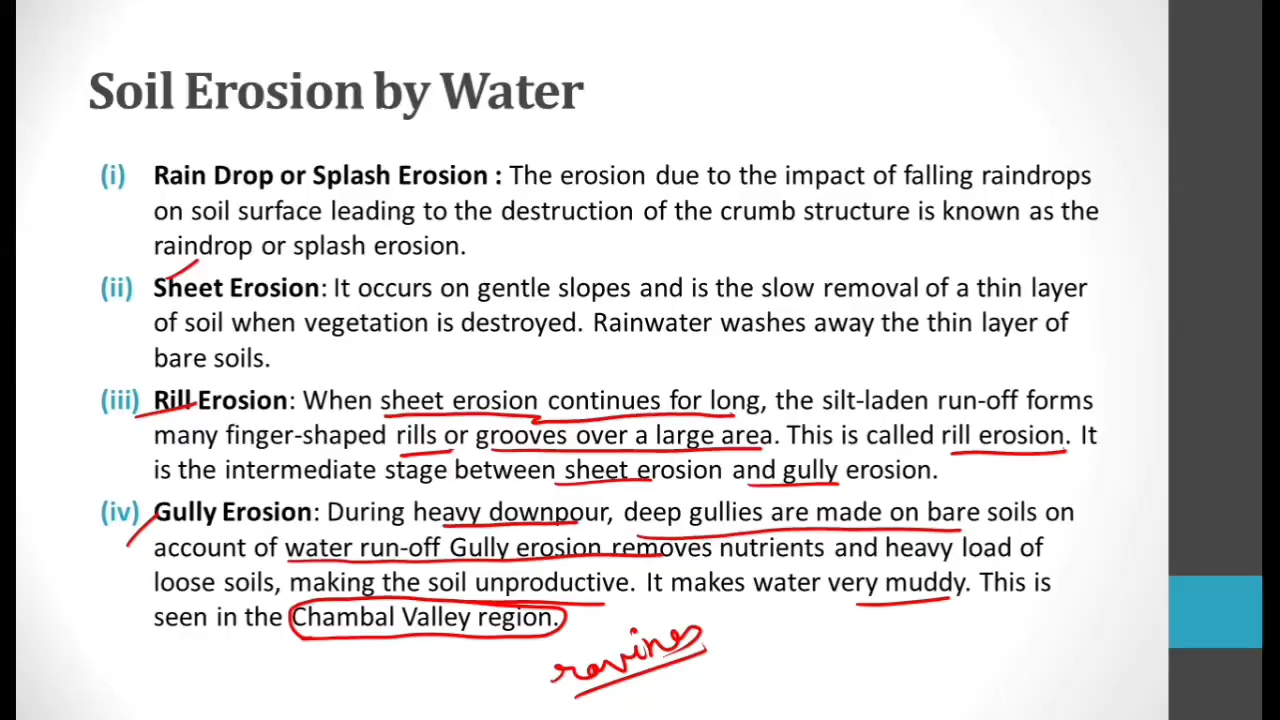 Soil Erosion by Water
(i) Rain Drop or Splash Erosion : The erosion due to the impact of falling raindrops
on soil surface leading to the destruction of the crumb structure is known as the
raindrop or splash erosion.
(ii) Sheet Erosion: It occurs on gentle slopes and is the slow removal of a thin layer
of soil when vegetation is destroyed. Rainwater washes away the thin layer of
bare soils.
(iii) Rill Erosion: When sheet erosion continues for long, the silt-laden run-off forms
many finger-shaped rills or grooves over a large area. This is called rill erosion. It
is the intermediate stage between sheet erosion and gully erosion.
(iv) Gully Erosion: During heavy downpour, deep gullies are made on bare soils on
account of water run-off Gully erosion removes nutrients and heavy load of
loose soils, making the soil unproductive. It makes water very muddy. This is
seen in the Chambal Valley region.
ravines